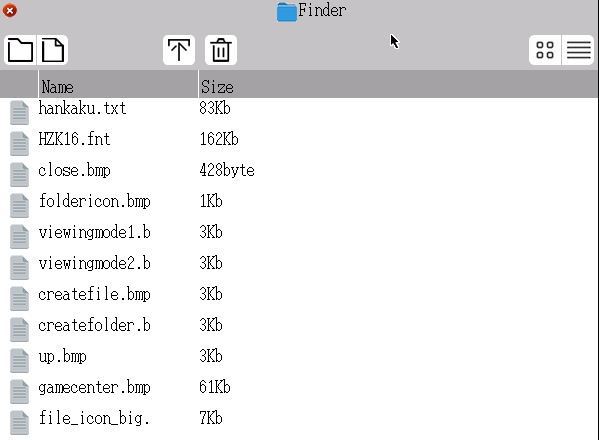 Finder
Name Size
hankaku.txt 83Kb
HZK16.fnt 162Kb
close.bmp 428byte
foldericon.bmp 1Kb
viewingmode1.b 3Kb
viewingmode2.b 3Kb
createfile.bmp 3Kb
createfolder.b 3Kb
up.bmp 3Kb
gamecenter.bmp 61Kb
file_icon_big. 7Kb